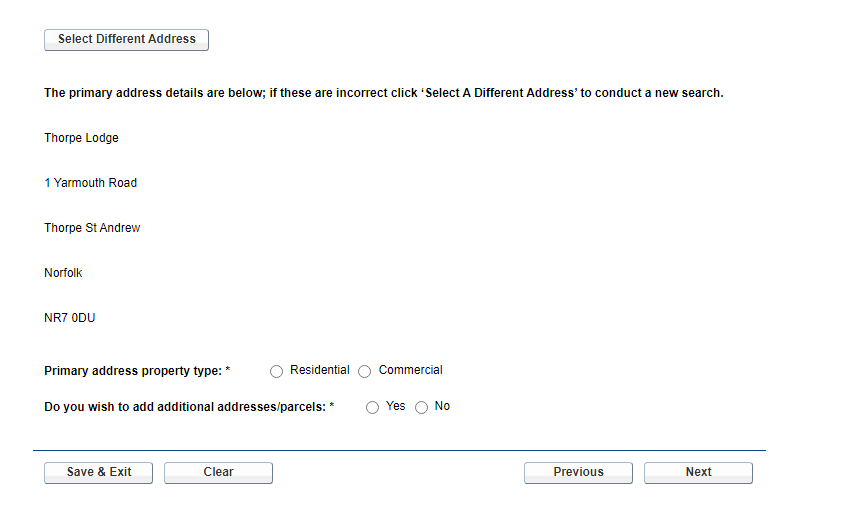 Select Different Address
The primary address details are below; if these are incorrect click ‘Select A Different Address’ to conduct a new search.
Thorpe Lodge
1 Yarmouth Road
Thorpe St Andrew
Norfolk
NR7 0DU
Primary address property type: * Residential Commercial
Do you wish to add additional addresses/parcels: * Yes No
Save & Exit Clear Previous Next